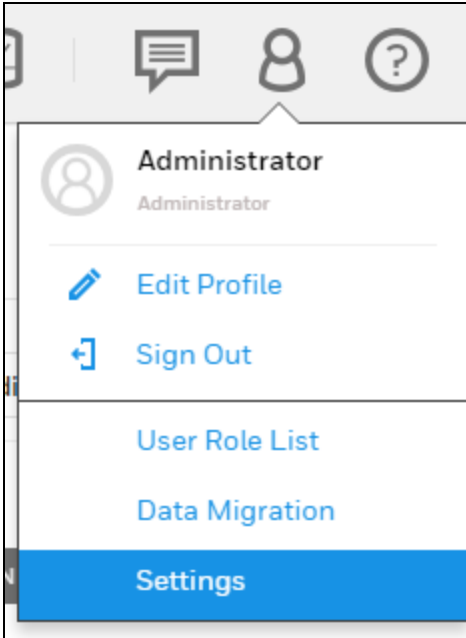 Administrator
Administrator
Edit Profile
Sign Out
User Role List
Data Migration
Settings